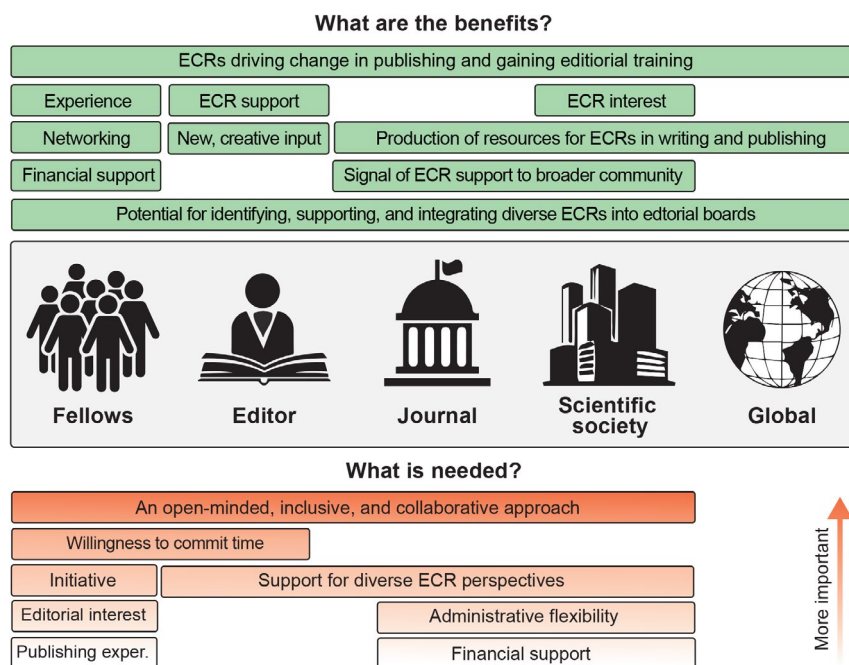 What are the benefits?
ECRs driving change in publishing and gaining editiorial training
Experience
ECR support
ECR interest
Networking
New, creative input
Production of resources for ECRs in writing and publishing
Financial support
Signal of ECR support to broader community
Potential for identifying, supporting, and integrating diverse ECRs into edtorial boards
Fellows
Editor
Journal
Scientific
society
Global
What is needed?
An open-minded, inclusive, and collaborative approach
Willingness to commit time
Initiative
Support for diverse ECR perspectives
Editorial interest
Administrative flexibility
Publishing exper.
Financial support
More important